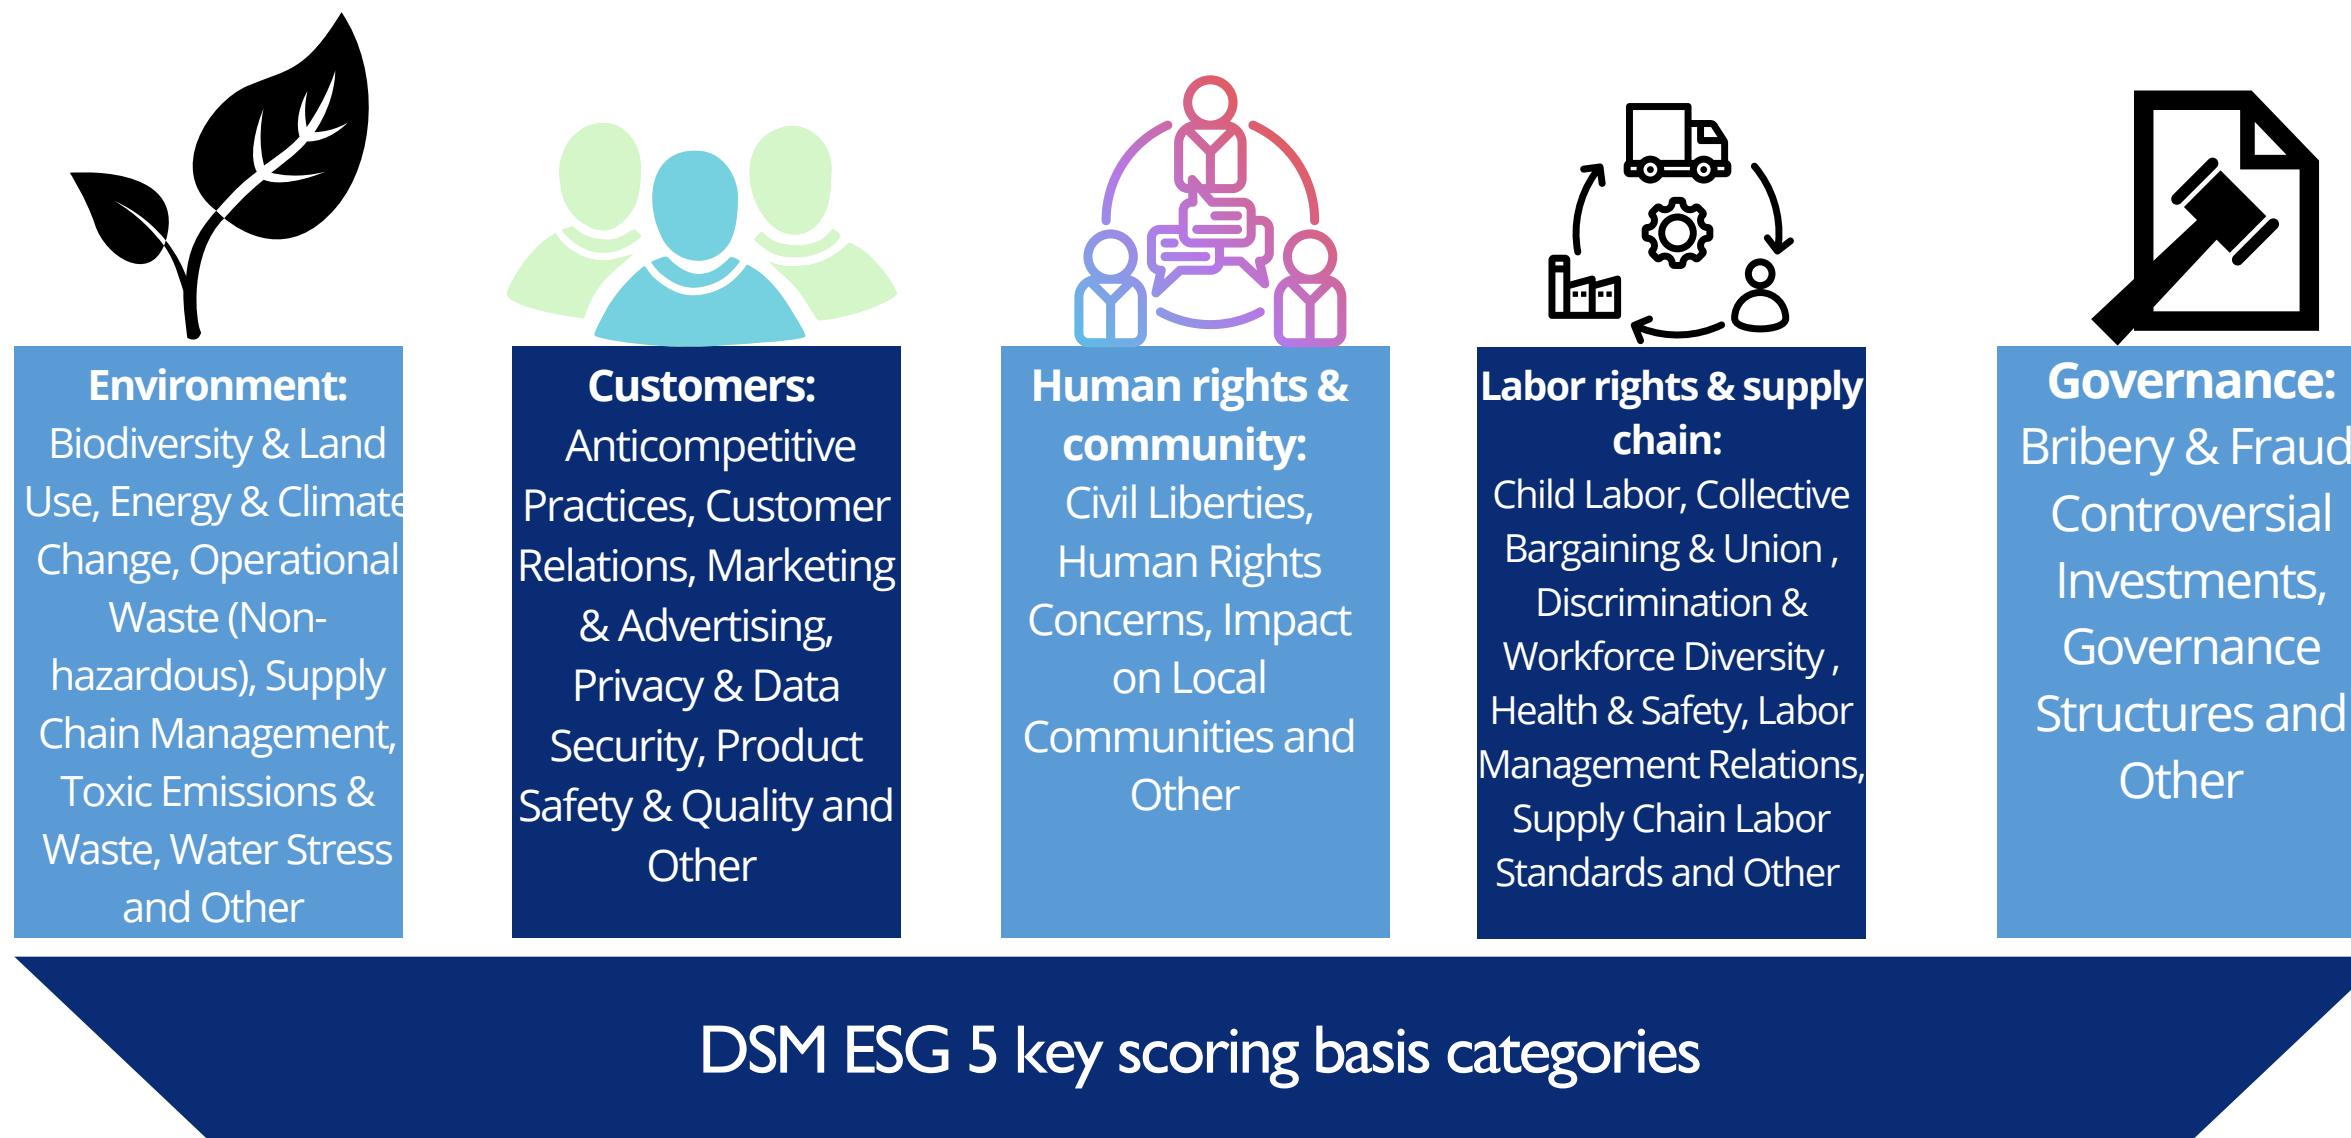 Environment:
Biodiversity & Land
Use, Energy & Climate
Change, Operational
Waste (Non-
hazardous), Supply
Chain Management,
Toxic Emissions &
Waste, Water Stress
and Other
Customers:
Anticompetitive
Practices, Customer
Relations, Marketing
& Advertising,
Privacy & Data
Security, Product
Safety & Quality and
Other
Human rights &
community:
Civil Liberties,
Human Rights
Concerns, Impact
on Local
Communities and
Other
Labor rights & supply
chain:
Child Labor, Collective
Bargaining & Union ,
Discrimination &
Workforce Diversity ,
Health & Safety, Labor
Management Relations,
Supply Chain Labor
Standards and Other
Governance:
Bribery & Fraud
Controversial
Investments,
Governance
Structures and
Other
DSM ESG 5 key scoring basis categories